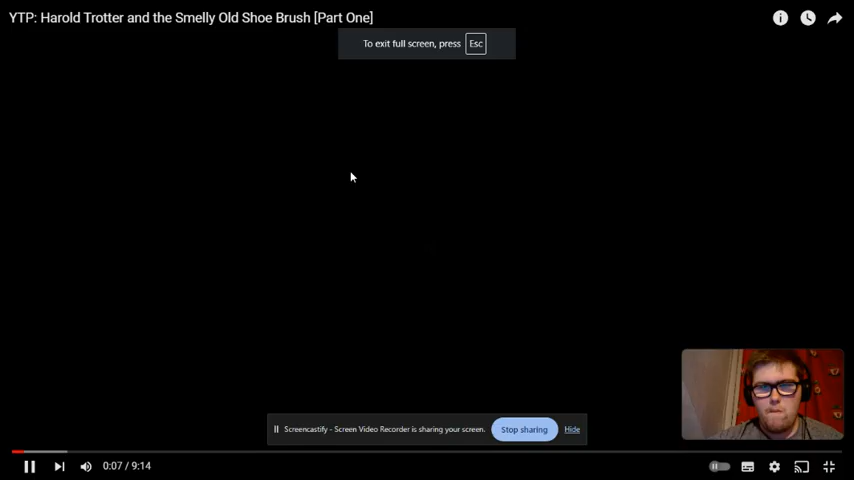 YTP: Harold Trotter and the Smelly Old Shoe Brush [Part One]
To exit full screen, press Esc
Screencastify - Screen Video Recorder is sharing your screen. Stop sharing Hide
0:07 / 9:14